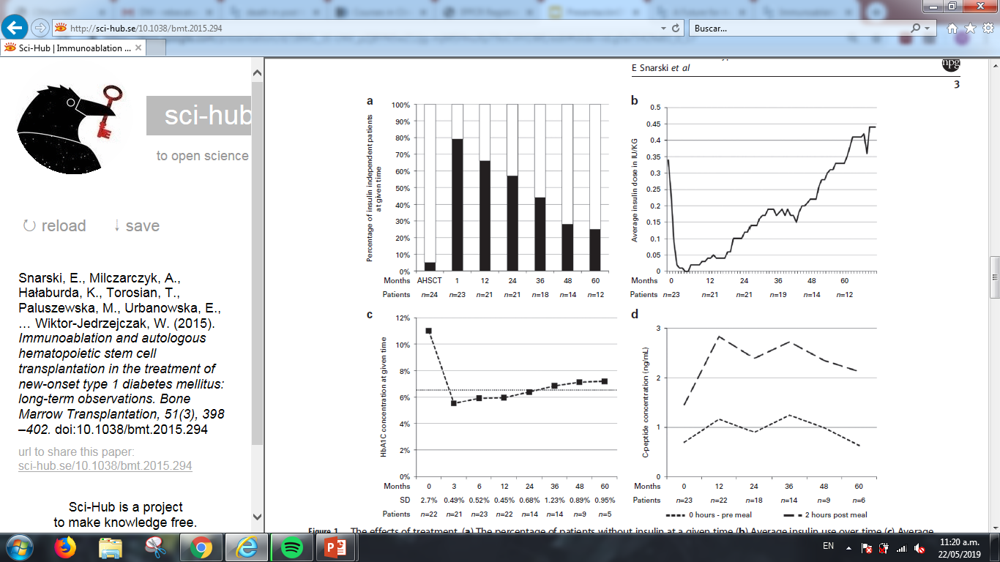 http://sci-hub.se/10.1038/bmt.2015.294
Buscar...
Sci-Hub | Immunoablation ...
sci-hub
to open science
reload
save
Snarski, E., Milczarczyk, A.,
Hałaburda, K., Torosian, T.,
Paluszewska, M., Urbanowska, E.,
… Wiktor-Jedrzejczak, W. (2015).
Immunoablation and autologous
hematopoietic stem cell
transplantation in the treatment of
new-onset type 1 diabetes mellitus:
long-term observations. Bone
Marrow Transplantation, 51(3), 398
–402. doi:10.1038/bmt.2015.294
url to share this paper:
sci-hub.se/10.1038/bmt.2015.294
Sci-Hub is a project
to make knowledge free.
E Snarski et al
npg
3
a
Percentage of insulin independent patients
at given time
100%
90%
80%
70%
60%
50%
40%
30%
20%
10%
0%
Months AHSCT 1 12 24 36 48 60
Patients n=24 n=23 n=21 n=21 n=18 n=14 n=12
b
Average insulin dose in IU/KG
0.5
0.45
0.4
0.35
0.3
0.25
0.2
0.15
0.1
0.05
0
Months 0 12 24 36 48 60
Patients n=23 n=21 n=21 n=19 n=14 n=12
c
HbA1C concentration at given time
12%
10%
8%
6%
4%
2%
0%
Months 0 3 6 12 24 36 48 60
SD 2.7% 0.49% 0.52% 0.45% 0.68% 1.23% 0.89% 0.95%
Patients n=22 n=21 n=23 n=22 n=14 n=14 n=9 n=5
d
C-peptide concentration (ng/mL)
3
2
1
0
Months 0 12 24 36 48 60
Patients n=23 n=22 n=18 n=14 n=9 n=6
0 hours - pre meal
2 hours post meal
Figure 1. The effects of treatment. (a) The percentage of patients without insulin at a given time (b) Average insulin use over time (c) Average
EN
11:20 a.m.
22/05/2019